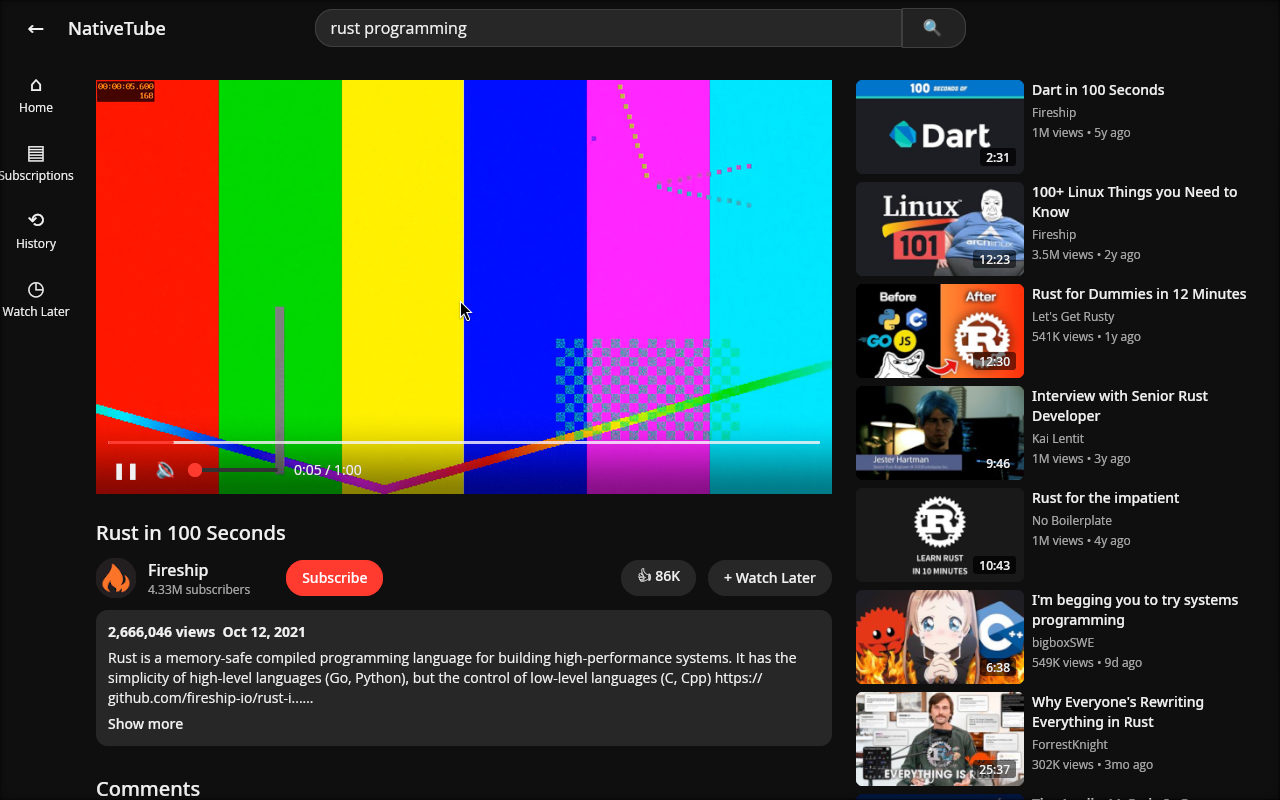 ← NativeTube
rust programming
Home
Subscriptions
History
Watch Later
00:00:05.600
168
0:05 / 1:00
Rust in 100 Seconds
Fireship
4.33M subscribers
Subscribe
86K
+ Watch Later
2,666,046 views Oct 12, 2021
Rust is a memory-safe compiled programming language for building high-performance systems. It has the
simplicity of high-level languages (Go, Python), but the control of low-level languages (C, Cpp) https://
github.com/fireship-io/rust-i......
Show more
Comments
100 SECONDS OF
Dart
2:31
Dart in 100 Seconds
Fireship
1M views • 5y ago
Linux
101
archlinux
12:23
100+ Linux Things you Need to
Know
Fireship
3.5M views • 2y ago
Before
After
GO
JS
R
12:30
Rust for Dummies in 12 Minutes
Let's Get Rusty
541K views • 1y ago
Jester Hartman
9:46
Interview with Senior Rust
Developer
Kai Lentit
1M views • 3y ago
R
LEARN RUST
IN 10 MINUTES
10:43
Rust for the impatient
No Boilerplate
1M views • 4y ago
C++
6:38
I'm begging you to try systems
programming
bigboxSWE
549K views • 9d ago
EVERYTHING IS
25:37
Why Everyone's Rewriting
Everything in Rust
ForrestKnight
302K views • 3mo ago